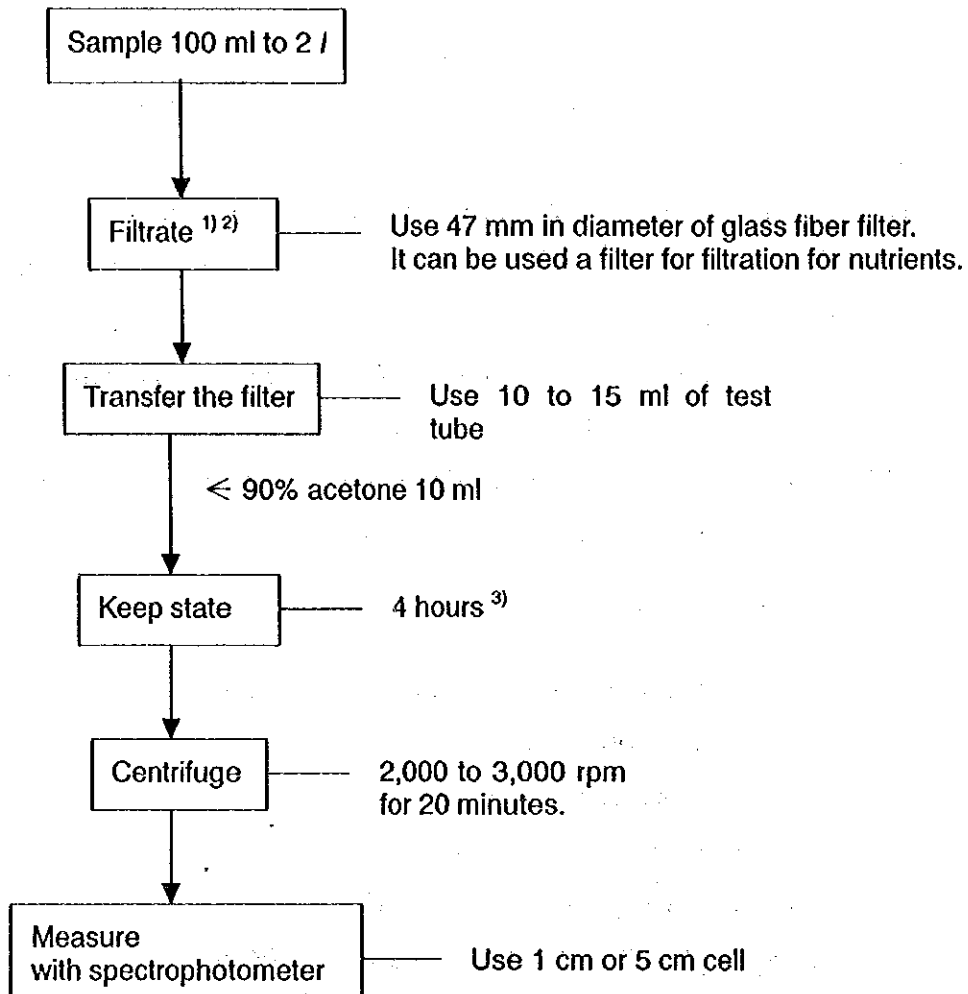 Sample 100 ml to 2 l
Filtrate 1) 2)
Use 47 mm in diameter of glass fiber filter.
It can be used a filter for filtration for nutrients.
Transfer the filter
Use 10 to 15 ml of test
tube
< 90% acetone 10 ml
Keep state
4 hours 3)
Centrifuge
2,000 to 3,000 rpm
for 20 minutes.
Measure
with spectrophotometer
Use 1 cm or 5 cm cell